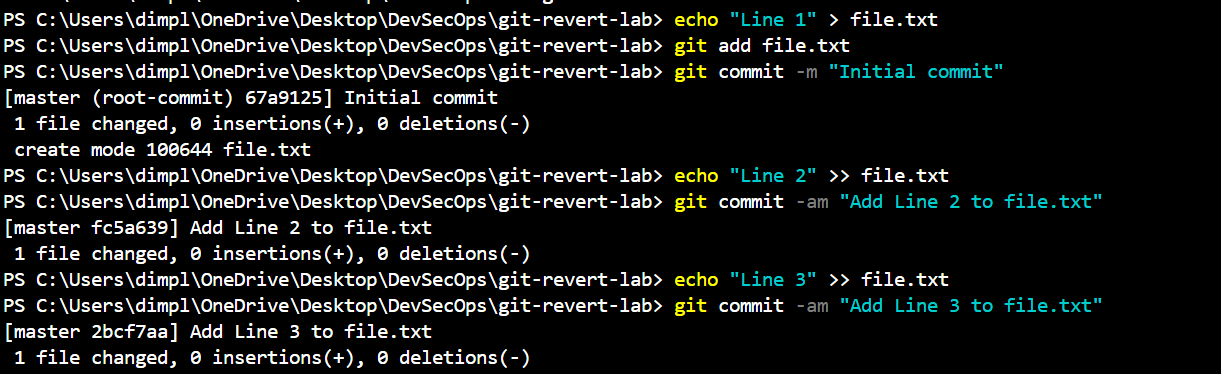 PS C:\Users\dimpl\OneDrive\Desktop\DevSecOps\git-revert-lab> echo "Line 1" > file.txt
PS C:\Users\dimpl\OneDrive\Desktop\DevSecOps\git-revert-lab> git add file.txt
PS C:\Users\dimpl\OneDrive\Desktop\DevSecOps\git-revert-lab> git commit -m "Initial commit"
[master (root-commit) 67a9125] Initial commit
 1 file changed, 0 insertions(+), 0 deletions(-)
 create mode 100644 file.txt
PS C:\Users\dimpl\OneDrive\Desktop\DevSecOps\git-revert-lab> echo "Line 2" >> file.txt
PS C:\Users\dimpl\OneDrive\Desktop\DevSecOps\git-revert-lab> git commit -am "Add Line 2 to file.txt"
[master fc5a639] Add Line 2 to file.txt
 1 file changed, 0 insertions(+), 0 deletions(-)
PS C:\Users\dimpl\OneDrive\Desktop\DevSecOps\git-revert-lab> echo "Line 3" >> file.txt
PS C:\Users\dimpl\OneDrive\Desktop\DevSecOps\git-revert-lab> git commit -am "Add Line 3 to file.txt"
[master 2bcf7aa] Add Line 3 to file.txt
 1 file changed, 0 insertions(+), 0 deletions(-)